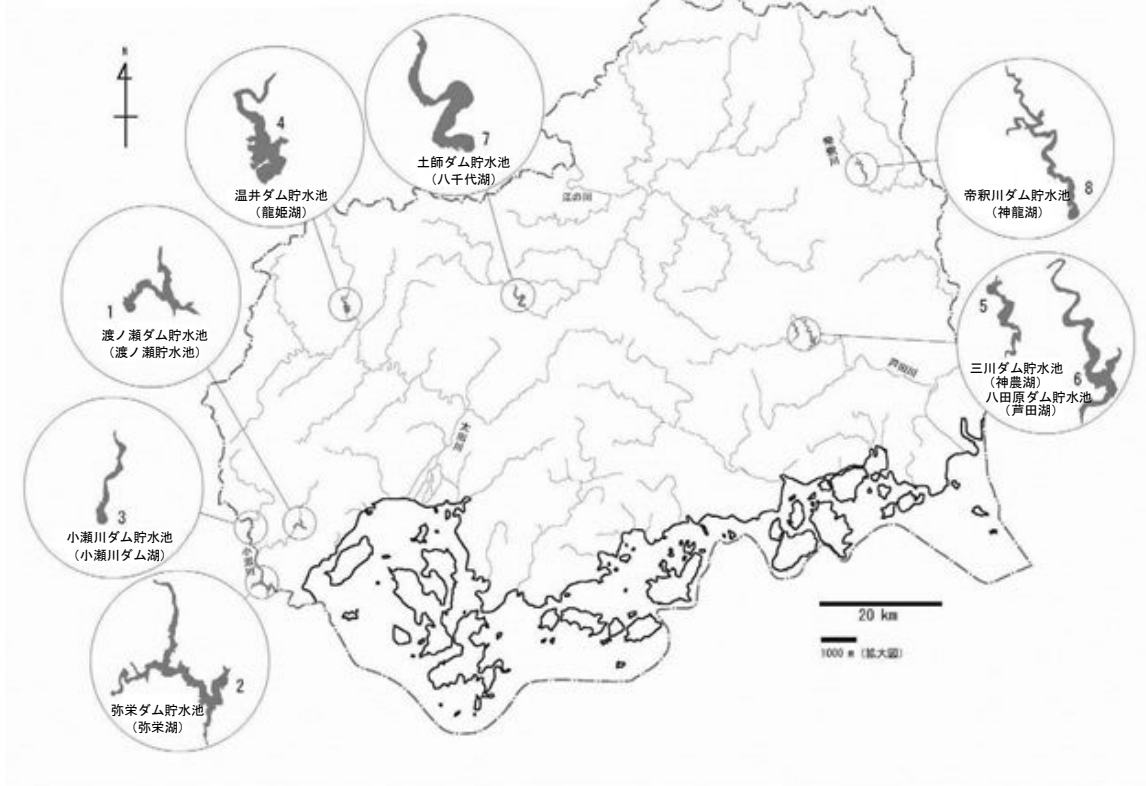 N
4
温井ダム貯水池
(龍姫湖)
7
土師ダム貯水池
(八千代湖)
8
帝釈川ダム貯水池
(神龍湖)
1
渡ノ瀬ダム貯水池
(渡ノ瀬貯水池)
5
三川ダム貯水池
(神農湖)
6
八田原ダム貯水池
(芦田湖)
3
小瀬川ダム貯水池
(小瀬川ダム湖)
2
弥栄ダム貯水池
(弥栄湖)
江の川
芦田川
太田川
小瀬川
20 km
1000 m (拡大図)